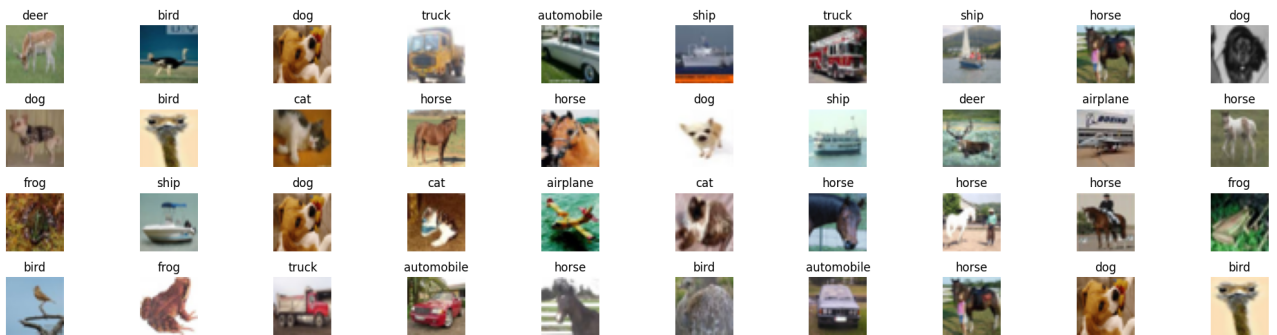 deer bird dog truck automobile ship truck ship horse dog
dog bird cat horse horse dog ship deer airplane horse
BOEING
frog ship dog cat airplane cat horse horse horse frog
bird frog truck automobile horse bird automobile horse dog bird